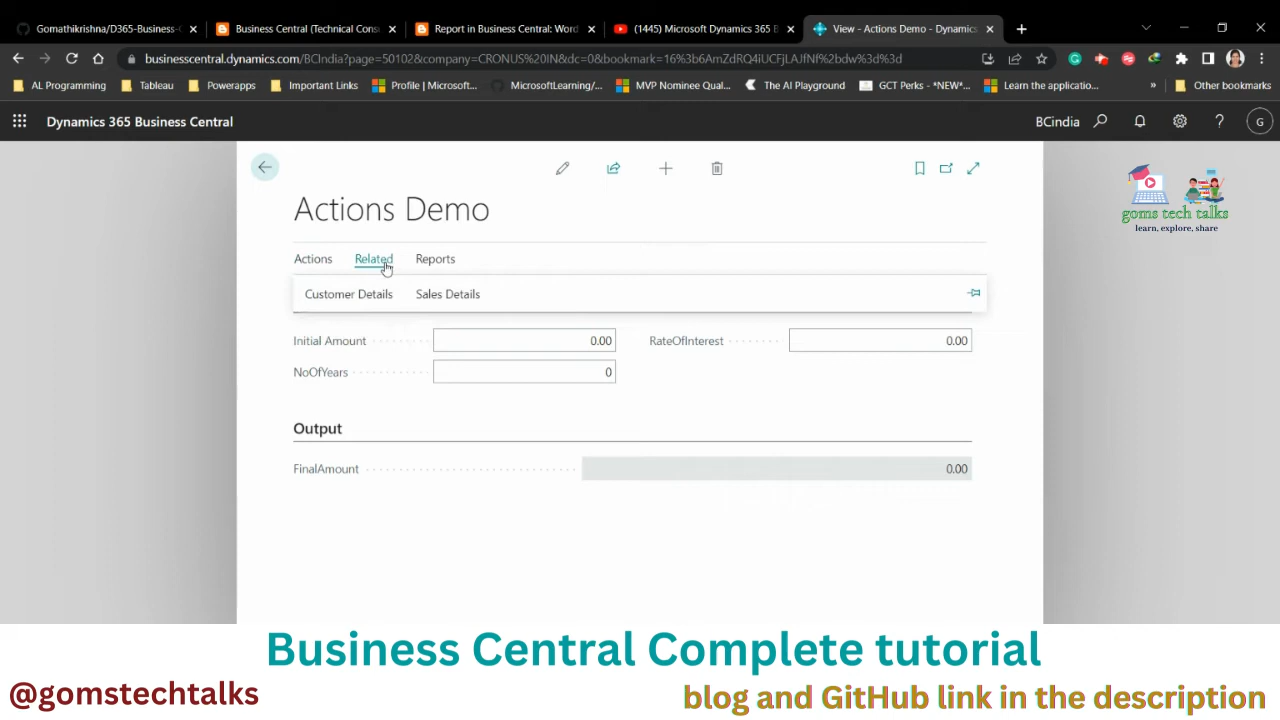 Gomathikrishna/D365-Business-C
Business Central (Technical Cons
Report in Business Central: Word
(1445) Microsoft Dynamics 365 B
View - Actions Demo - Dynamics
businesscentral.dynamics.com/BCIndia?page=50102&company=CRONUS%20IN&dc=0&bookmark=16%3b6AmZdRQ4iUCFjLAJfNf%2bdw%3d%3d
AL Programming
Tableau
Powerapps
Important Links
Profile | Microsoft...
MicrosoftLearning/...
MVP Nominee Qual...
The AI Playground
GCT Perks - *NEW*...
Learn the applicatio...
»
Other bookmarks
Dynamics 365 Business Central
BCindia
?
G
goms tech talks
learn, explore, share
Actions Demo
Actions Related Reports
Customer Details Sales Details
Initial Amount 0.00 RateOfInterest 0.00
NoOfYears 0
Output
FinalAmount 0.00
Business Central Complete tutorial
@gomstechtalks
blog and GitHub link in the description